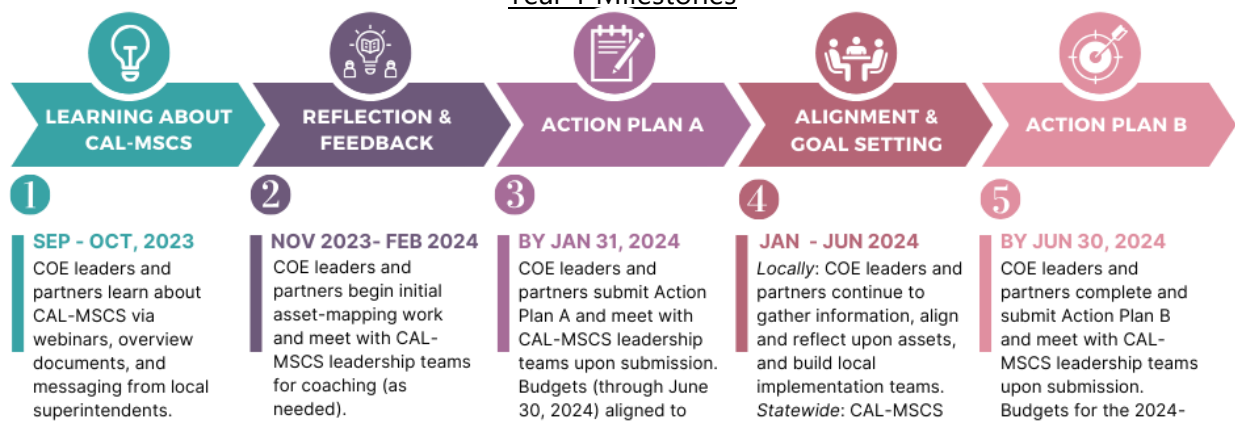 Year 1 Milestones
LEARNING ABOUT
CAL-MSCS
REFLECTION &
FEEDBACK
ACTION PLAN A
ALIGNMENT &
GOAL SETTING
ACTION PLAN B
1
SEP - OCT, 2023
COE leaders and
partners learn about
CAL-MSCS via
webinars, overview
documents, and
messaging from local
superintendents.
2
NOV 2023- FEB 2024
COE leaders and
partners begin initial
asset-mapping work
and meet with CAL-
MSCS leadership teams
for coaching (as
needed).
3
BY JAN 31, 2024
COE leaders and
partners submit Action
Plan A and meet with
CAL-MSCS leadership
teams upon submission.
Budgets (through June
30, 2024) aligned to
4
JAN - JUN 2024
Locally: COE leaders and
partners continue to
gather information, align
and reflect upon assets,
and build local
implementation teams.
Statewide: CAL-MSCS
5
BY JUN 30, 2024
COE leaders and
partners complete and
submit Action Plan B
and meet with CAL-
MSCS leadership teams
upon submission.
Budgets for the 2024-